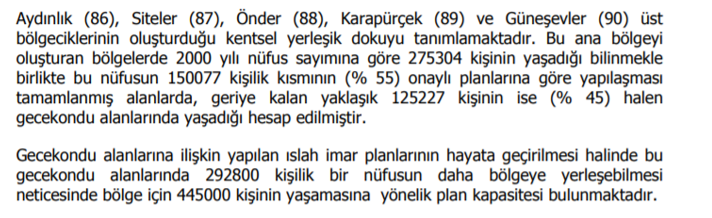 Aydınlık (86), Siteler (87), Önder (88), Karapürçek (89) ve Güneşevler (90) üst
bölgeciklerinin oluşturduğu kentsel yerleşik dokuyu tanımlamaktadır. Bu ana bölgeyi
oluşturan bölgelerde 2000 yılı nüfus sayımına göre 275304 kişinin yaşadığı bilinmekle
birlikte bu nüfusun 150077 kişilik kısmının (% 55) onaylı planlarına göre yapılaşması
tamamlanmış alanlarda, geriye kalan yaklaşık 125227 kişinin ise (% 45) halen
gecekondu alanlarında yaşadığı hesap edilmiştir.

Gecekondu alanlarına ilişkin yapılan ıslah imar planlarının hayata geçirilmesi halinde bu
gecekondu alanlarında 292800 kişilik bir nüfusun daha bölgeye yerleşebilmesi
neticesinde bölge için 445000 kişinin yaşamasına yönelik plan kapasitesi bulunmaktadır.